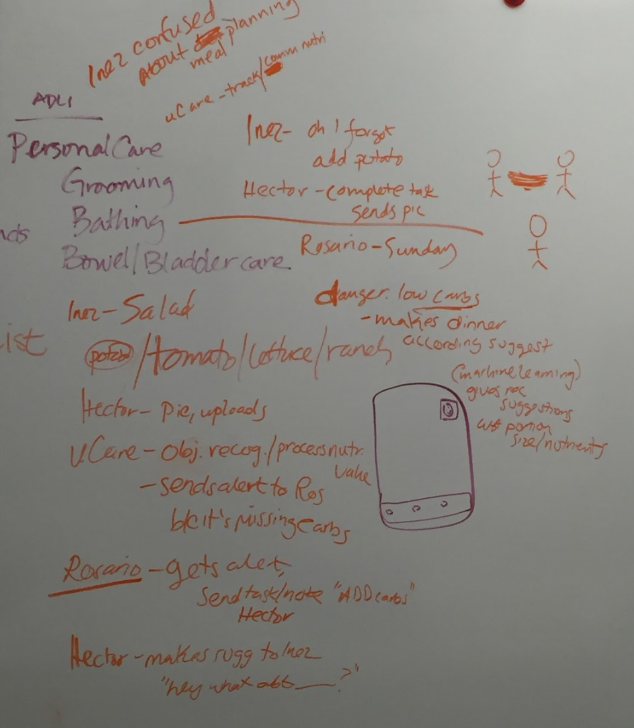 Inez confused
About meal planning
uCare - track/comm nutri
ADLs
Personal Care
Grooming
Bathing
Bowel/Bladder care
nds
ist
Inez - oh I forgot
add potato
Hector - complete task
sends pic
Rosario - Sunday
danger: low carbs
- makes dinner
according suggest
(machine learning)
gives rec
suggestions
portion
size/nutrients
Inez - Salad
potato/tomato/lettuce/ranch
Hector - Pic, uploads
uCare - Obj. recog./process nutr.
value
- sends alert to Ros
b/c it's missing carbs
Rosario - gets alert,
Send task/note "ADD carbs"
Hector
Hector - makes sugg to Inez
"hey what abt ___?"